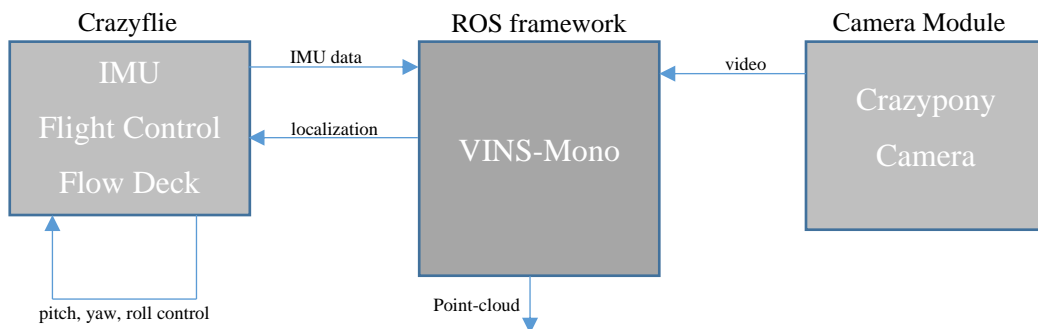 Crazyflie
IMU
Flight Control
Flow Deck
pitch, yaw, roll control
IMU data
localization
ROS framework
VINS-Mono
Point-cloud
video
Camera Module
Crazypony
Camera